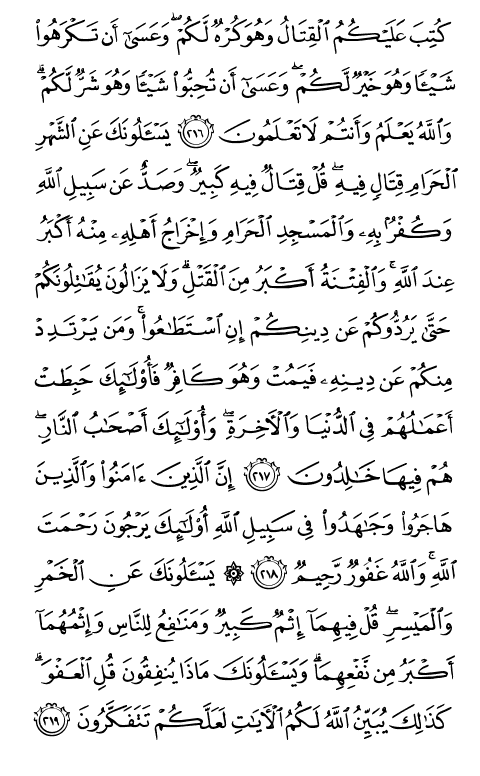 كُتِبَ عَلَيْكُمُ ٱلْقِتَالُ وَهُوَ كُرْهٌ لَّكُمْ ۖ وَعَسَىٰٓ أَن تَكْرَهُوا۟
شَيْـًٔا وَهُوَ خَيْرٌ لَّكُمْ ۖ وَعَسَىٰٓ أَن تُحِبُّوا۟ شَيْـًٔا وَهُوَ شَرٌّ لَّكُمْ ۗ
وَٱللَّهُ يَعْلَمُ وَأَنتُمْ لَا تَعْلَمُونَ ﴿٢١٦﴾ يَسْـَٔلُونَكَ عَنِ ٱلشَّهْرِ
ٱلْحَرَامِ قِتَالٍ فِيهِ ۖ قُلْ قِتَالٌ فِيهِ كَبِيرٌ ۖ وَصَدٌّ عَن سَبِيلِ ٱللَّهِ
وَكُفْرٌۢ بِهِۦ وَٱلْمَسْجِدِ ٱلْحَرَامِ وَإِخْرَاجُ أَهْلِهِۦ مِنْهُ أَكْبَرُ
عِندَ ٱللَّهِ ۚ وَٱلْفِتْنَةُ أَكْبَرُ مِنَ ٱلْقَتْلِ ۗ وَلَا يَزَالُونَ يُقَـٰتِلُونَكُمْ
حَتَّىٰ يَرُدُّوكُمْ عَن دِينِكُمْ إِنِ ٱسْتَطَـٰعُوا۟ ۚ وَمَن يَرْتَدِدْ
مِنكُمْ عَن دِينِهِۦ فَيَمُتْ وَهُوَ كَافِرٌ فَأُو۟لَـٰٓئِكَ حَبِطَتْ
أَعْمَـٰلُهُمْ فِى ٱلدُّنْيَا وَٱلْـَٔاخِرَةِ ۖ وَأُو۟لَـٰٓئِكَ أَصْحَـٰبُ ٱلنَّارِ ۖ
هُمْ فِيهَا خَـٰلِدُونَ ﴿٢١٧﴾ إِنَّ ٱلَّذِينَ ءَامَنُوا۟ وَٱلَّذِينَ
هَاجَرُوا۟ وَجَـٰهَدُوا۟ فِى سَبِيلِ ٱللَّهِ أُو۟لَـٰٓئِكَ يَرْجُونَ رَحْمَتَ
ٱللَّهِ ۚ وَٱللَّهُ غَفُورٌ رَّحِيمٌ ﴿٢١٨﴾ ۞ يَسْـَٔلُونَكَ عَنِ ٱلْخَمْرِ
وَٱلْمَيْسِرِ ۖ قُلْ فِيهِمَآ إِثْمٌ كَبِيرٌ وَمَنَـٰفِعُ لِلنَّاسِ وَإِثْمُهُمَآ
أَكْبَرُ مِن نَّفْعِهِمَا ۗ وَيَسْـَٔلُونَكَ مَاذَا يُنفِقُونَ قُلِ ٱلْعَفْوَ ۗ
كَذَٰلِكَ يُبَيِّنُ ٱللَّهُ لَكُمُ ٱلْـَٔايَـٰتِ لَعَلَّكُمْ تَتَفَكَّرُونَ ﴿٢١٩﴾